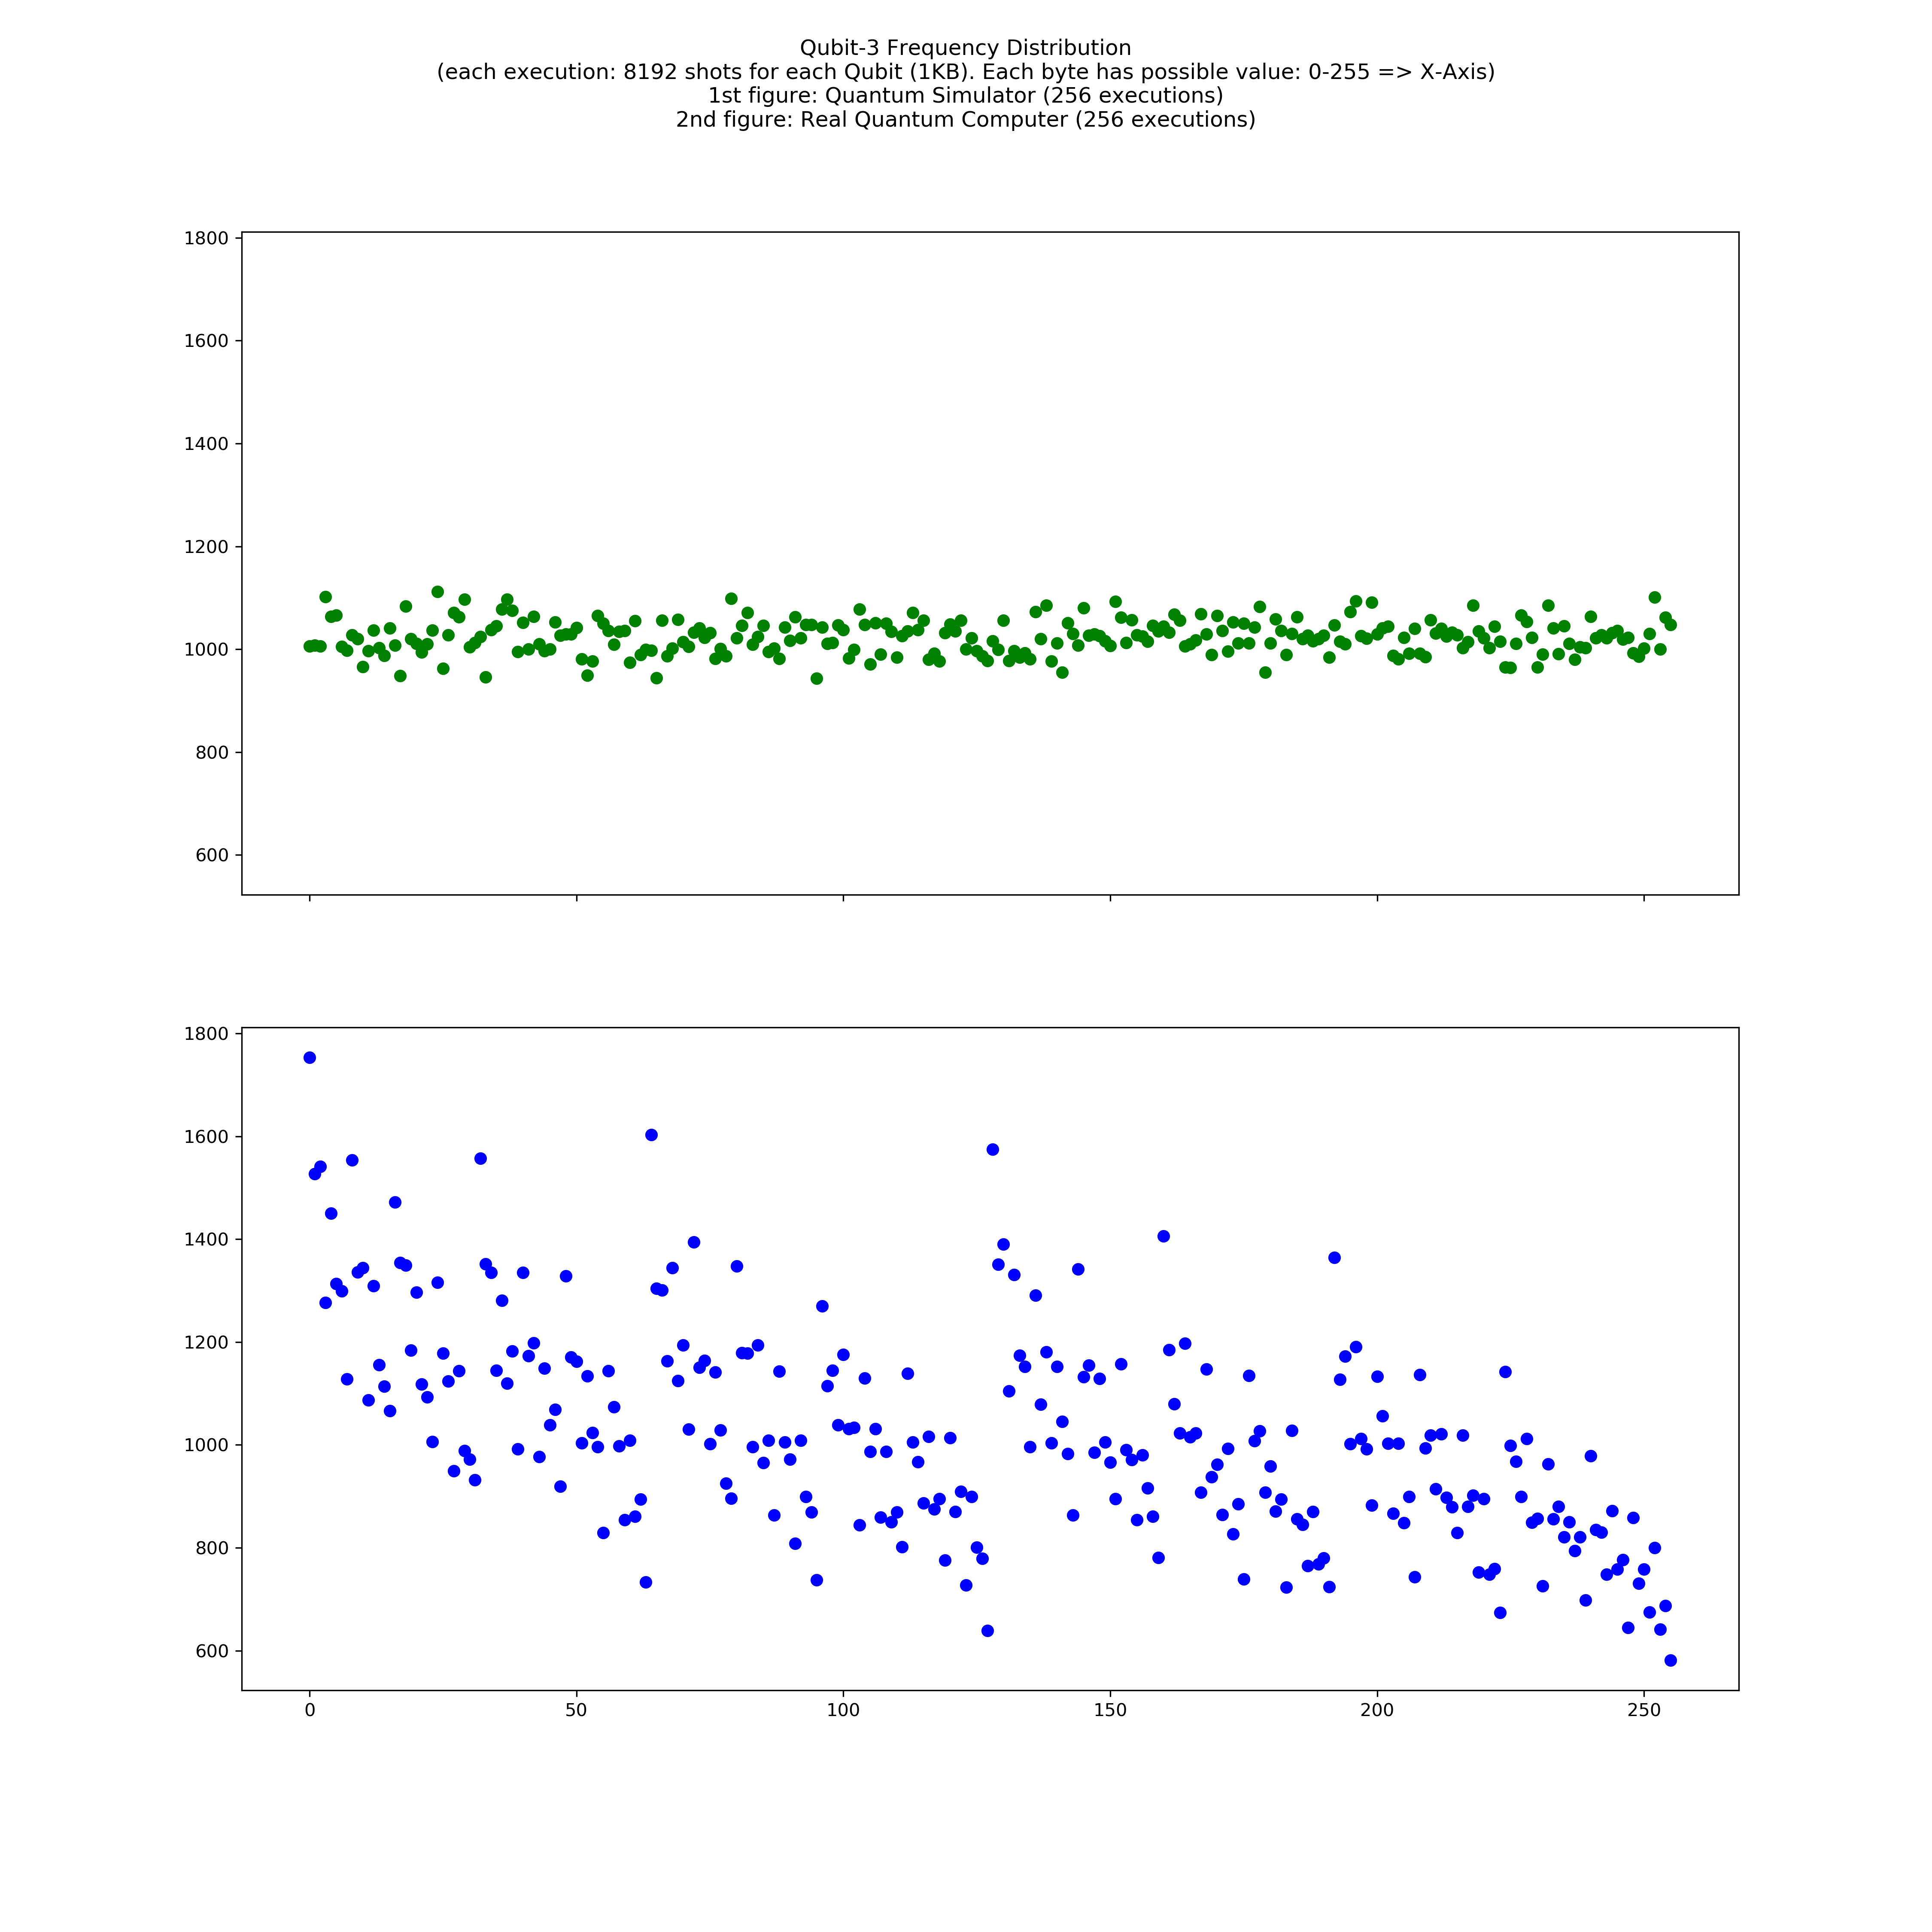 Qubit-3 Frequency Distribution
(each execution: 8192 shots for each Qubit (1KB). Each byte has possible value: 0-255 => X-Axis)
1st figure: Quantum Simulator (256 executions)
2nd figure: Real Quantum Computer (256 executions)
1800
1600
1400
1200
1000
800
600
1800
1600
1400
1200
1000
800
600
0 50 100 150 200 250